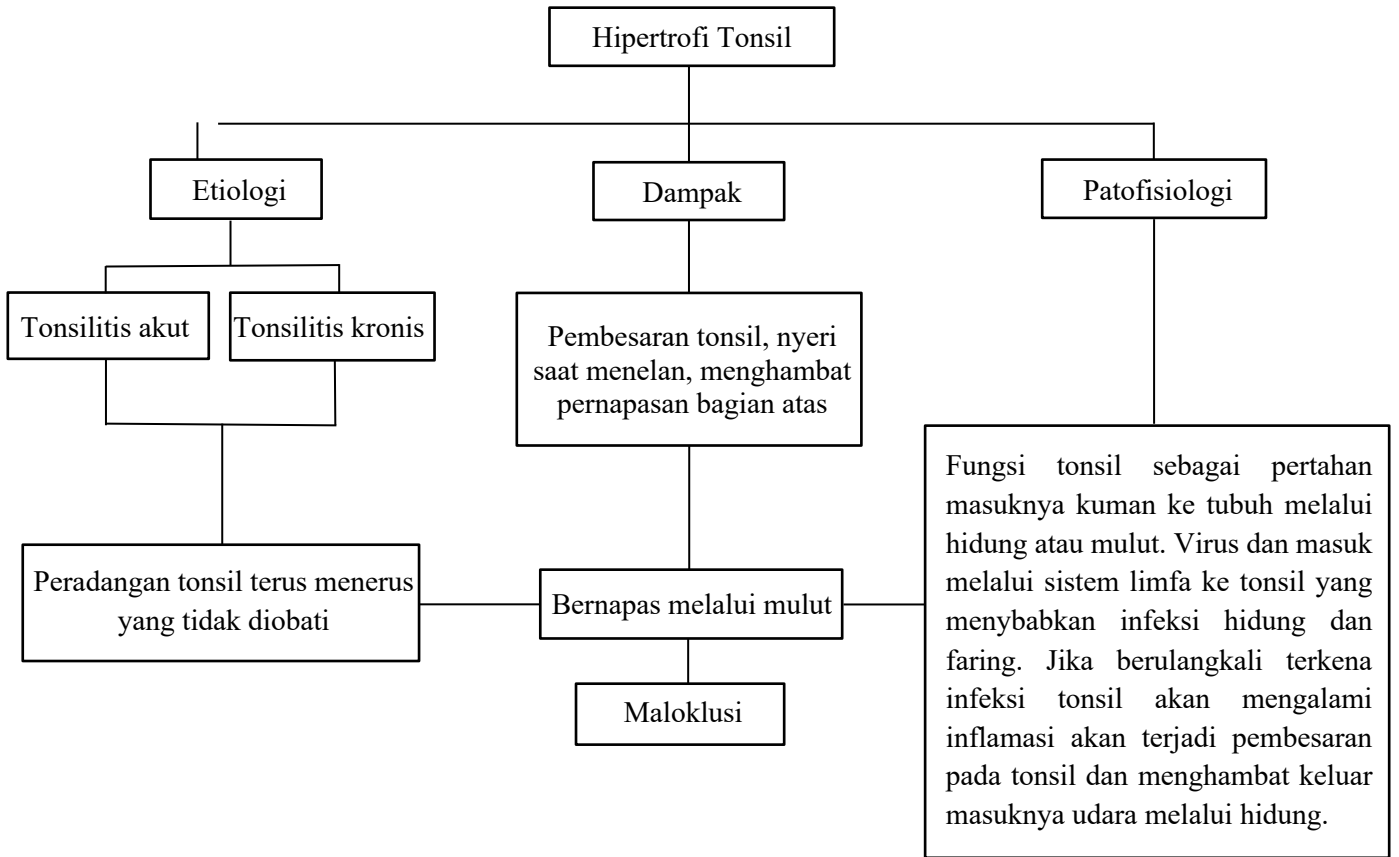 Hipertrofi Tonsil
Etiologi
Dampak
Patofisiologi
Tonsilitis akut
Tonsilitis kronis
Pembesaran tonsil, nyeri
saat menelan, menghambat
pernapasan bagian atas
Fungsi tonsil sebagai pertahan
masuknya kuman ke tubuh melalui
hidung atau mulut. Virus dan masuk
melalui sistem limfa ke tonsil yang
menybabkan infeksi hidung dan
faring. Jika berulangkali terkena
infeksi tonsil akan mengalami
inflamasi akan terjadi pembesaran
pada tonsil dan menghambat keluar
masuknya udara melalui hidung.
Peradangan tonsil terus menerus
yang tidak diobati
Bernapas melalui mulut
Maloklusi